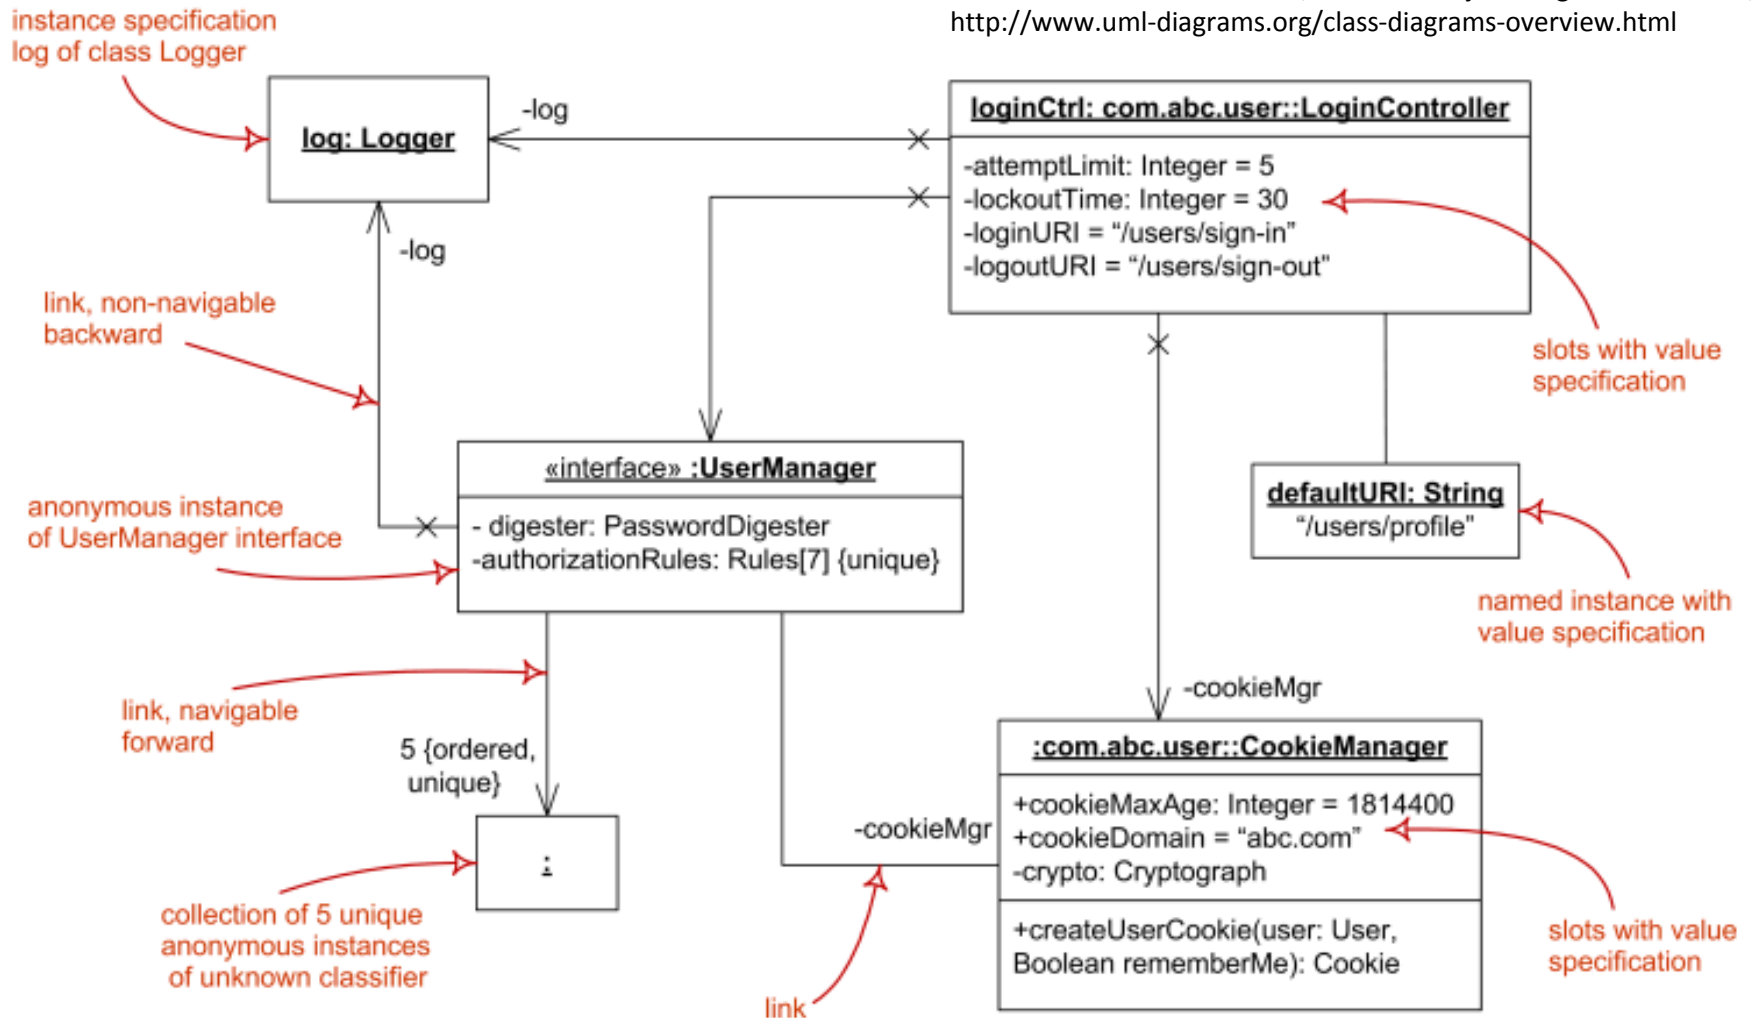 http://www.uml-diagrams.org/class-diagrams-overview.html
instance specification
log of class Logger
log: Logger
-log
-log
loginCtrl: com.abc.user::LoginController
-attemptLimit: Integer = 5
-lockoutTime: Integer = 30
-loginURI = “/users/sign-in”
-logoutURI = “/users/sign-out”
slots with value
specification
link, non-navigable
backward
«interface» :UserManager
- digester: PasswordDigester
-authorizationRules: Rules[7] {unique}
anonymous instance
of UserManager interface
defaultURI: String
“/users/profile”
named instance with
value specification
link, navigable
forward
5 {ordered,
unique}
:
collection of 5 unique
anonymous instances
of unknown classifier
-cookieMgr
-cookieMgr
link
:com.abc.user::CookieManager
+cookieMaxAge: Integer = 1814400
+cookieDomain = “abc.com”
-crypto: Cryptograph
+createUserCookie(user: User,
Boolean rememberMe): Cookie
slots with value
specification